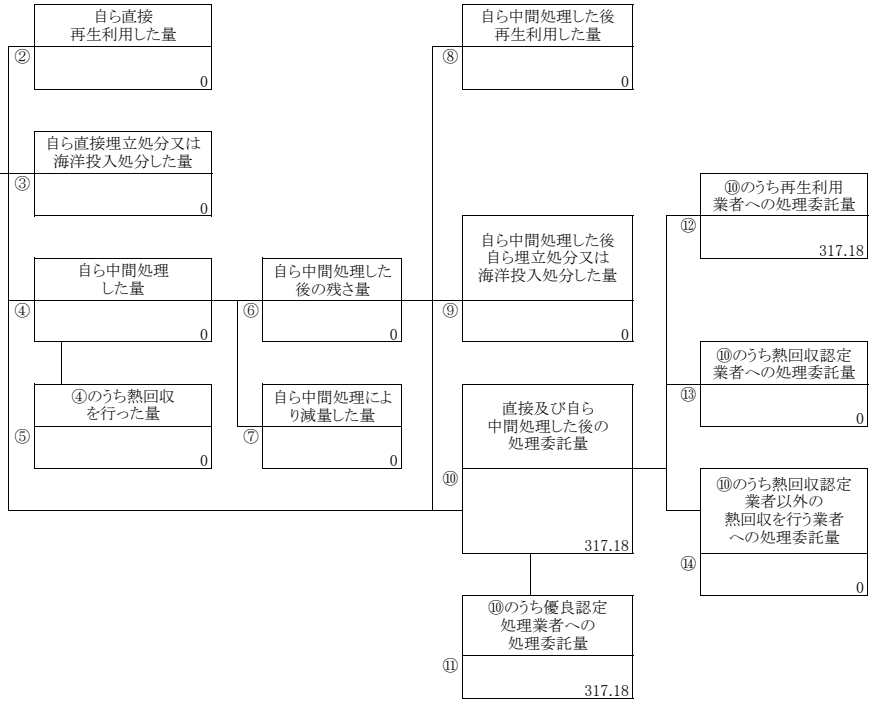 自ら直接
再生利用した量
②
0
自ら直接埋立処分又は
海洋投入処分した量
③
0
自ら中間処理
した量
④
0
④のうち熱回収
を行った量
⑤
0
自ら中間処理した
後の残さ量
⑥
0
自ら中間処理によ
り減量した量
⑦
0
自ら中間処理した後
再生利用した量
⑧
0
自ら中間処理した後
自ら埋立処分又は
海洋投入処分した量
⑨
0
直接及び自ら
中間処理した後の
処理委託量
⑩
317.18
⑩のうち優良認定
処理業者への
処理委託量
⑪
317.18
⑩のうち再生利用
業者への処理委託量
⑫
317.18
⑩のうち熱回収認定
業者への処理委託量
⑬
0
⑩のうち熱回収認定
業者以外の
熱回収を行う業者
への処理委託量
⑭
0